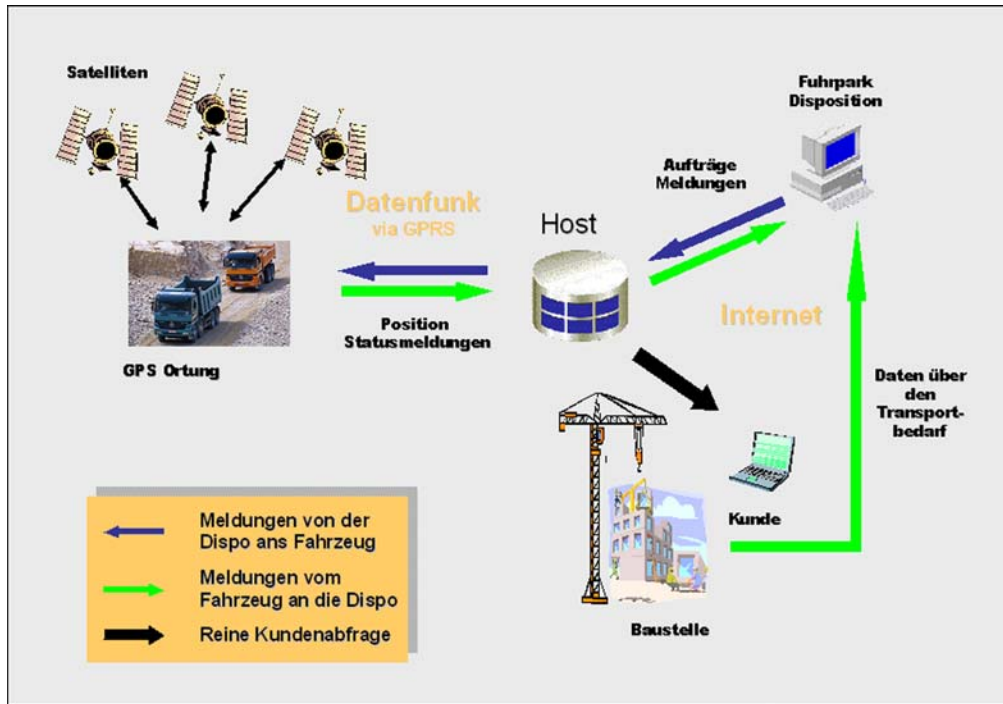 Satelliten
Fuhrpark
Disposition
Aufträge
Meldungen
Datenfunk
via GPRS
Host
Internet
Position
Statusmeldungen
GPS Ortung
Daten über
den
Transport-
bedarf
Kunde
Baustelle
Meldungen von der
Dispo ans Fahrzeug
Meldungen vom
Fahrzeug an die Dispo
Reine Kundenabfrage